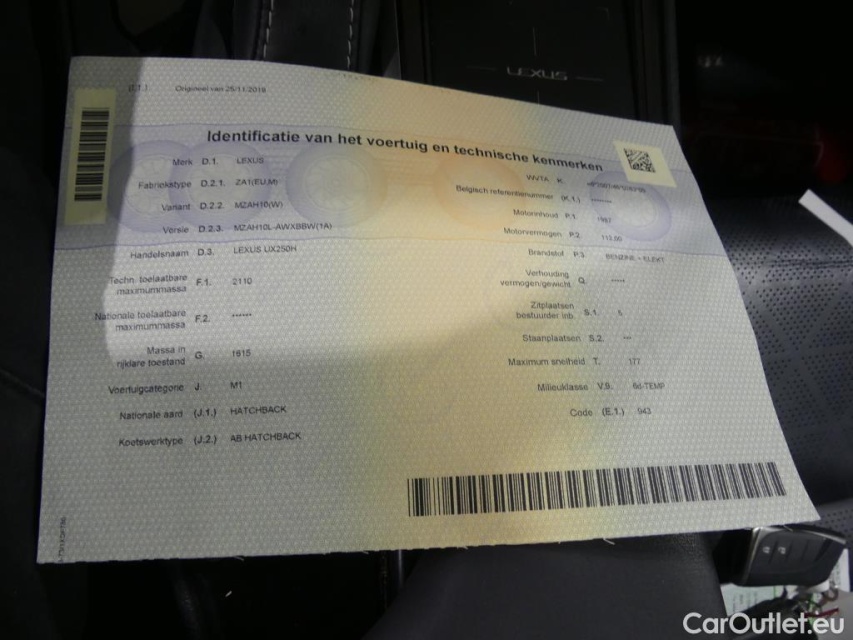 LEXUS
(I.1.) Origineel van 25/11/2019
Identificatie van het voertuig en technische kenmerken
Merk D.1. LEXUS
Fabriekstype D.2.1. ZA1(EU,M)
Variant D.2.2. MZAH10(W)
Versie D.2.3. MZAH10L-AWXBBW(1A)
Handelsnaam D.3. LEXUS UX250H
Techn. toelaatbare
maximummassa F.1. 2110
Nationale toelaatbare
maximummassa F.2. ------
Massa in
rijklare toestand G. 1615
Voertuigcategorie J. M1
Nationale aard (J.1.) HATCHBACK
Koetswerktype (J.2.) AB HATCHBACK
WVTA K.
Belgisch referentienummer (K.1.) ------
Motorinhoud P.1. 1987
Motorvermogen P.2. 112.00
Brandstof P.3. BENZINE + ELEKT
Verhouding
vermogen/gewicht Q. -----
Zitplaatsen
bestuurder inb. S.1. 5
Staanplaatsen S.2. ---
Maximum snelheid T. 177
Milieuklasse V.9. 6d-TEMP
Code (E.1.) 943
CarOutlet.eu